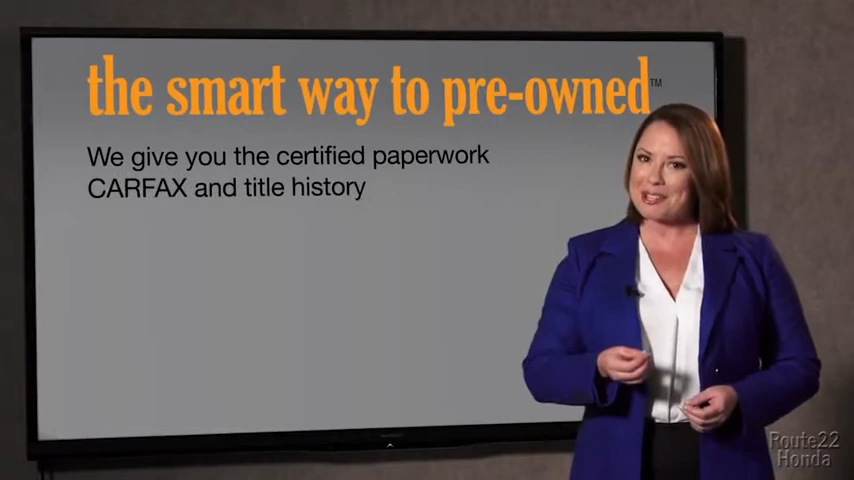 the smart way to pre-owned™
We give you the certified paperwork
CARFAX and title history
Route22
Honda